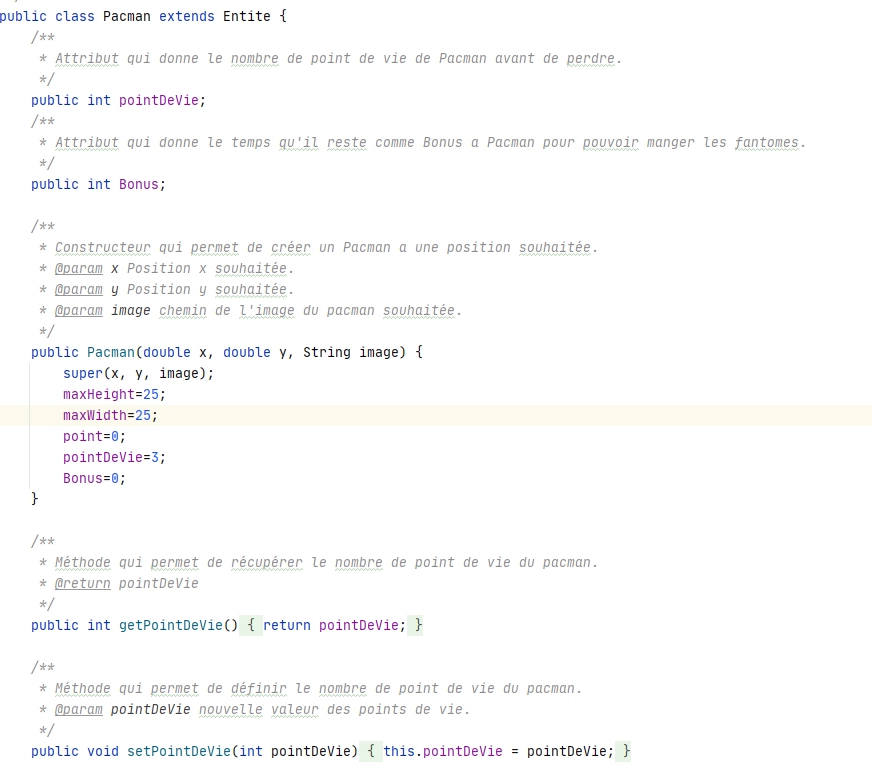 public class Pacman extends Entite {
    /**
     * Attribut qui donne le nombre de point de vie de Pacman avant de perdre.
     */
    public int pointDeVie;
    /**
     * Attribut qui donne le temps qu'il reste comme Bonus a Pacman pour pouvoir manger les fantomes.
     */
    public int Bonus;

    /**
     * Constructeur qui permet de créer un Pacman a une position souhaitée.
     * @param x Position x souhaitée.
     * @param y Position y souhaitée.
     * @param image chemin de l'image du pacman souhaitée.
     */
    public Pacman(double x, double y, String image) {
        super(x, y, image);
        maxHeight=25;
        maxWidth=25;
        point=0;
        pointDeVie=3;
        Bonus=0;
    }

    /**
     * Méthode qui permet de récupérer le nombre de point de vie du pacman.
     * @return pointDeVie
     */
    public int getPointDeVie() { return pointDeVie; }

    /**
     * Méthode qui permet de définir le nombre de point de vie du pacman.
     * @param pointDeVie nouvelle valeur des points de vie.
     */
    public void setPointDeVie(int pointDeVie) { this.pointDeVie = pointDeVie; }